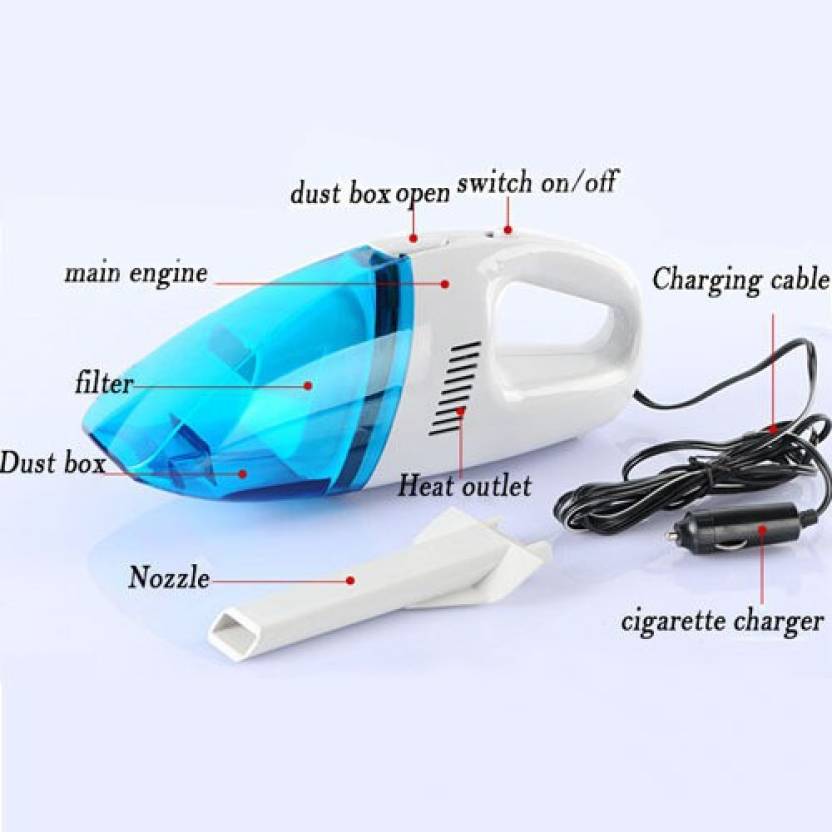 dust box open
switch on/off
main engine
Charging cable
filter
Dust box
Heat outlet
Nozzle
cigarette charger